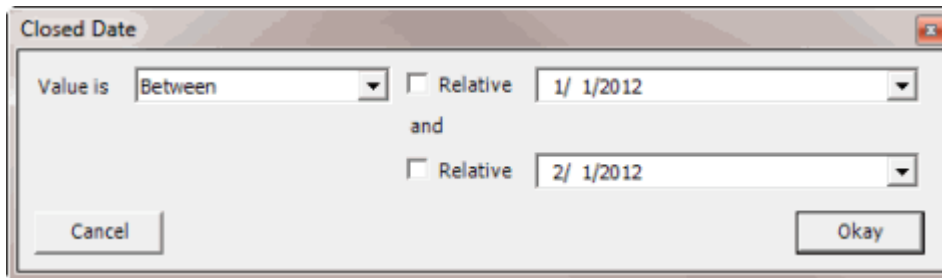 Closed Date
Value is Between Relative 1/ 1/2012
and
Relative 2/ 1/2012
Cancel Okay